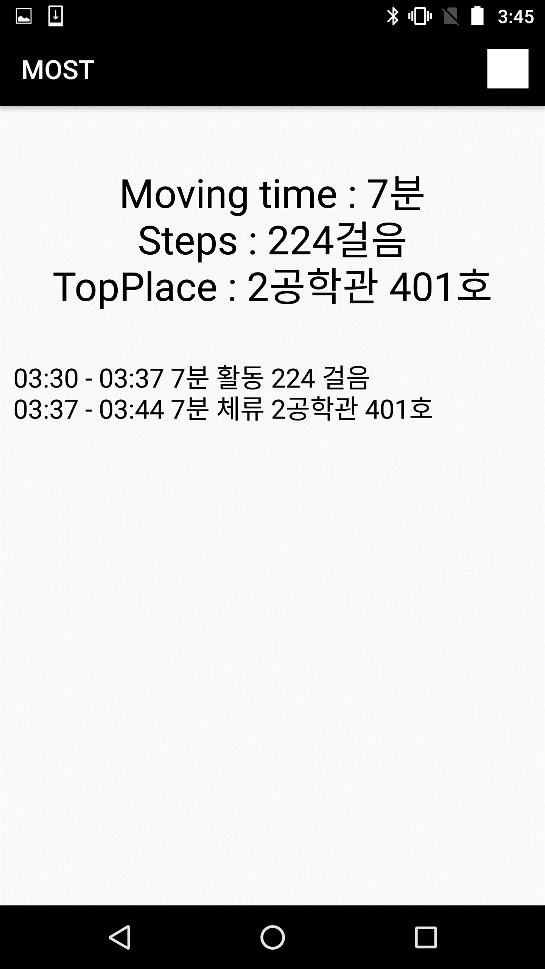 3:45
MOST
Moving time : 7분
Steps : 224걸음
TopPlace : 2공학관 401호
03:30 - 03:37 7분 활동 224 걸음
03:37 - 03:44 7분 체류 2공학관 401호